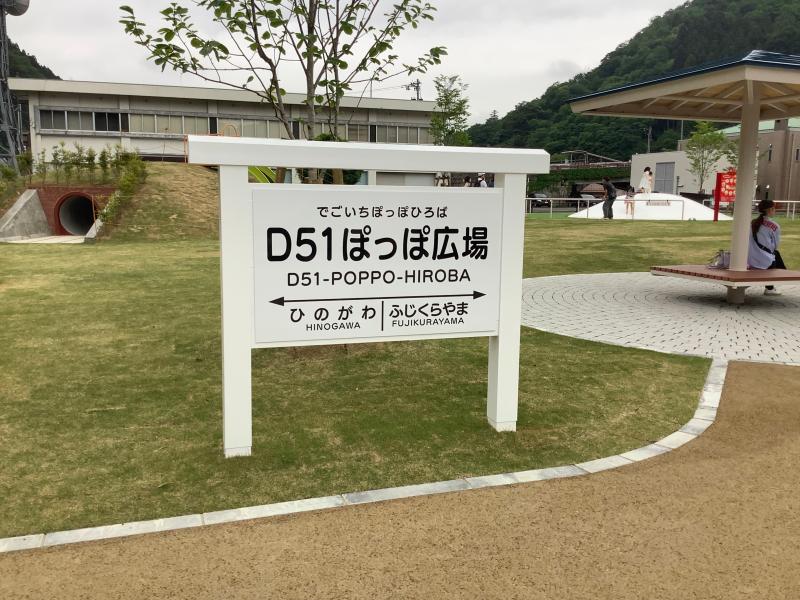 でごいちぽっぽひろば
D51ぽっぽ広場
D51-POPPO-HIROBA
ひのがわ ふじくらやま
HINOGAWA FUJIKURAYAMA